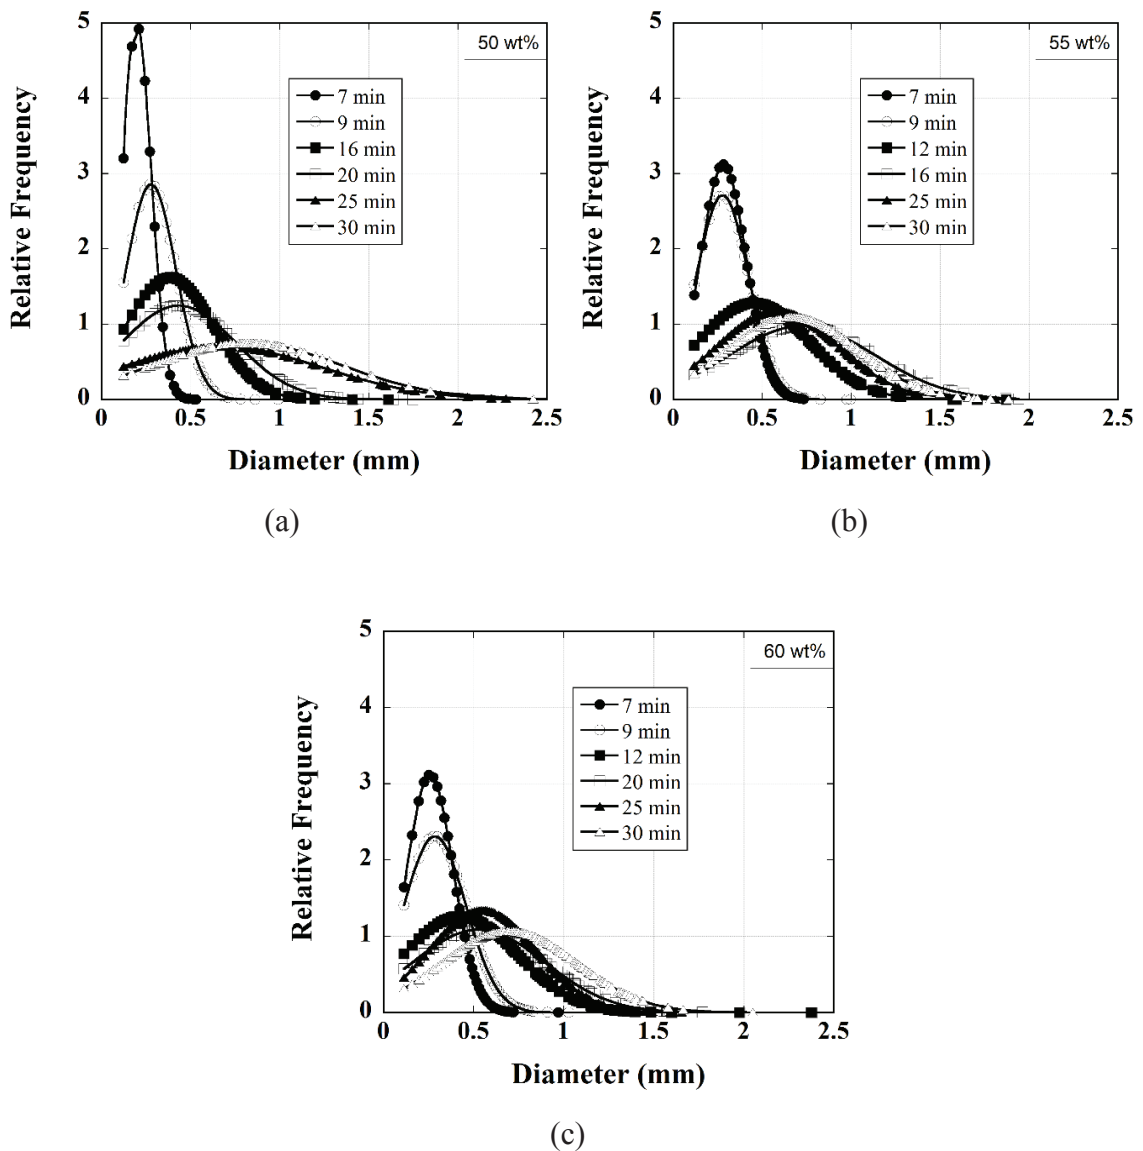 50 wt%
5
4
3
2
1
0
Relative Frequency
7 min
9 min
16 min
20 min
25 min
30 min
0 0.5 1 1.5 2 2.5
Diameter (mm)
(a)
55 wt%
5
4
3
2
1
0
Relative Frequency
7 min
9 min
12 min
16 min
25 min
30 min
0 0.5 1 1.5 2 2.5
Diameter (mm)
(b)
60 wt%
5
4
3
2
1
0
Relative Frequency
7 min
9 min
12 min
20 min
25 min
30 min
0 0.5 1 1.5 2 2.5
Diameter (mm)
(c)